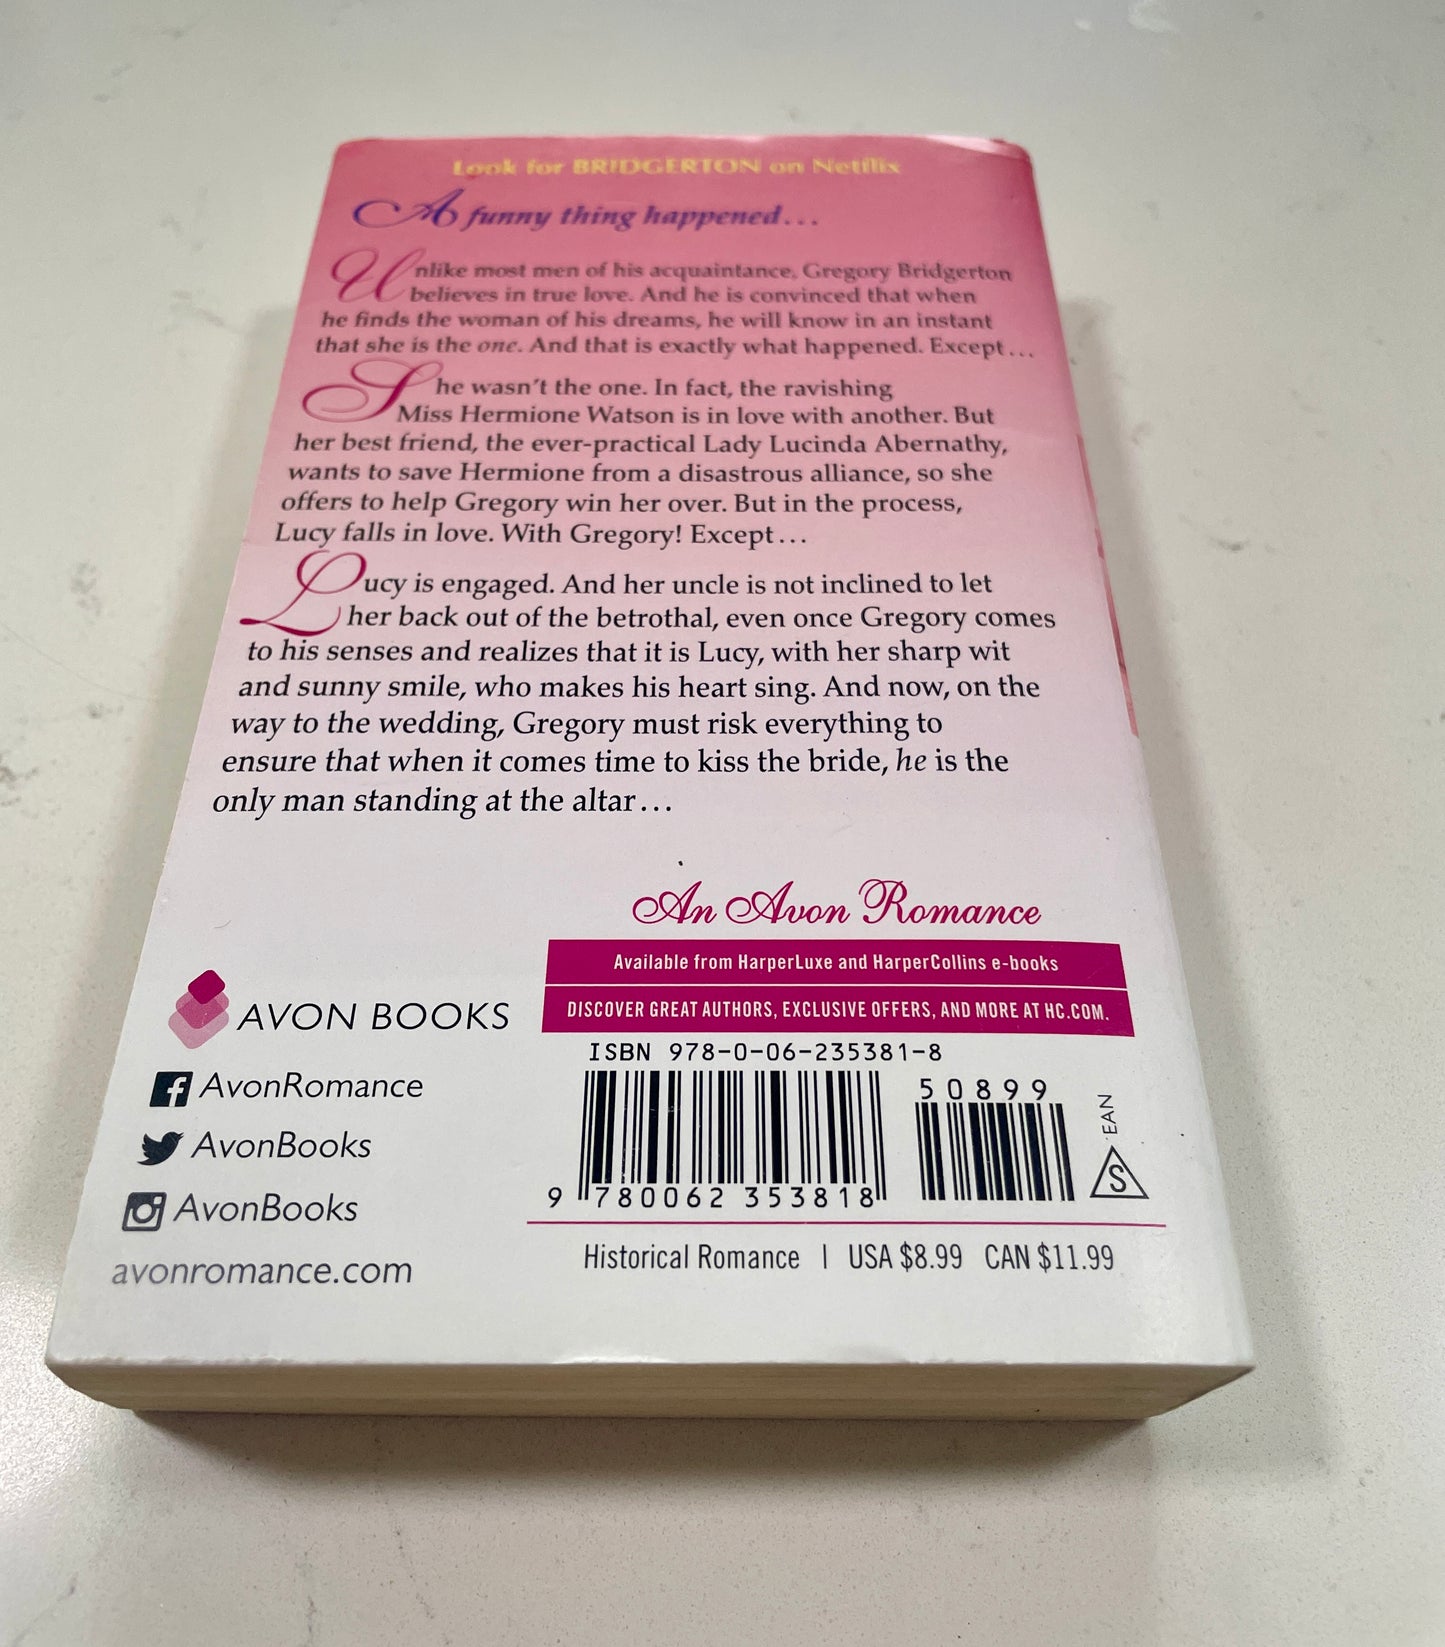 Look for BRIDGERTON on Netflix
A funny thing happened...
Unlike most men of his acquaintance, Gregory Bridgerton
believes in true love. And he is convinced that when
he finds the woman of his dreams, he will know in an instant
that she is the one. And that is exactly what happened. Except...
She wasn't the one. In fact, the ravishing
Miss Hermione Watson is in love with another. But
her best friend, the ever-practical Lady Lucinda Abernathy,
wants to save Hermione from a disastrous alliance, so she
offers to help Gregory win her over. But in the process,
Lucy falls in love. With Gregory! Except...
Lucy is engaged. And her uncle is not inclined to let
her back out of the betrothal, even once Gregory comes
to his senses and realizes that it is Lucy, with her sharp wit
and sunny smile, who makes his heart sing. And now, on the
way to the wedding, Gregory must risk everything to
ensure that when it comes time to kiss the bride, he is the
only man standing at the altar...
An Avon Romance
Available from HarperLuxe and HarperCollins e-books
DISCOVER GREAT AUTHORS, EXCLUSIVE OFFERS, AND MORE AT HC.COM.
AVON BOOKS
AvonRomance
AvonBooks
AvonBooks
avonromance.com
ISBN 978-0-06-235381-8
50899
EAN
S
9 780062 353818
Historical Romance | USA $8.99 CAN $11.99